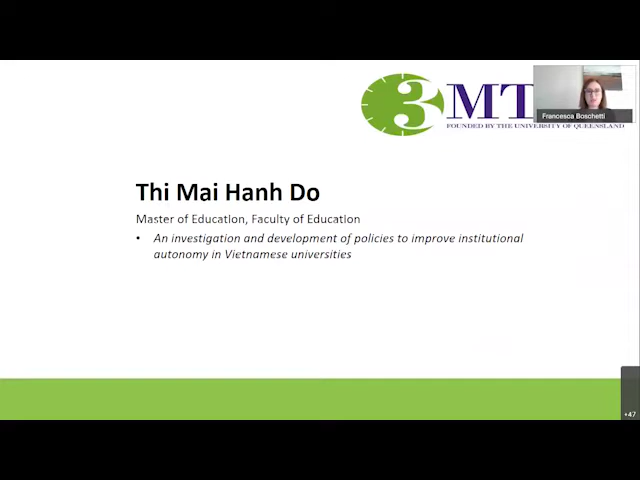 3MT
FOUNDED BY THE UNIVERSITY OF QUEENSLAND
Francesca Boschetti
Thi Mai Hanh Do
Master of Education, Faculty of Education
• An investigation and development of policies to improve institutional
autonomy in Vietnamese universities
+47